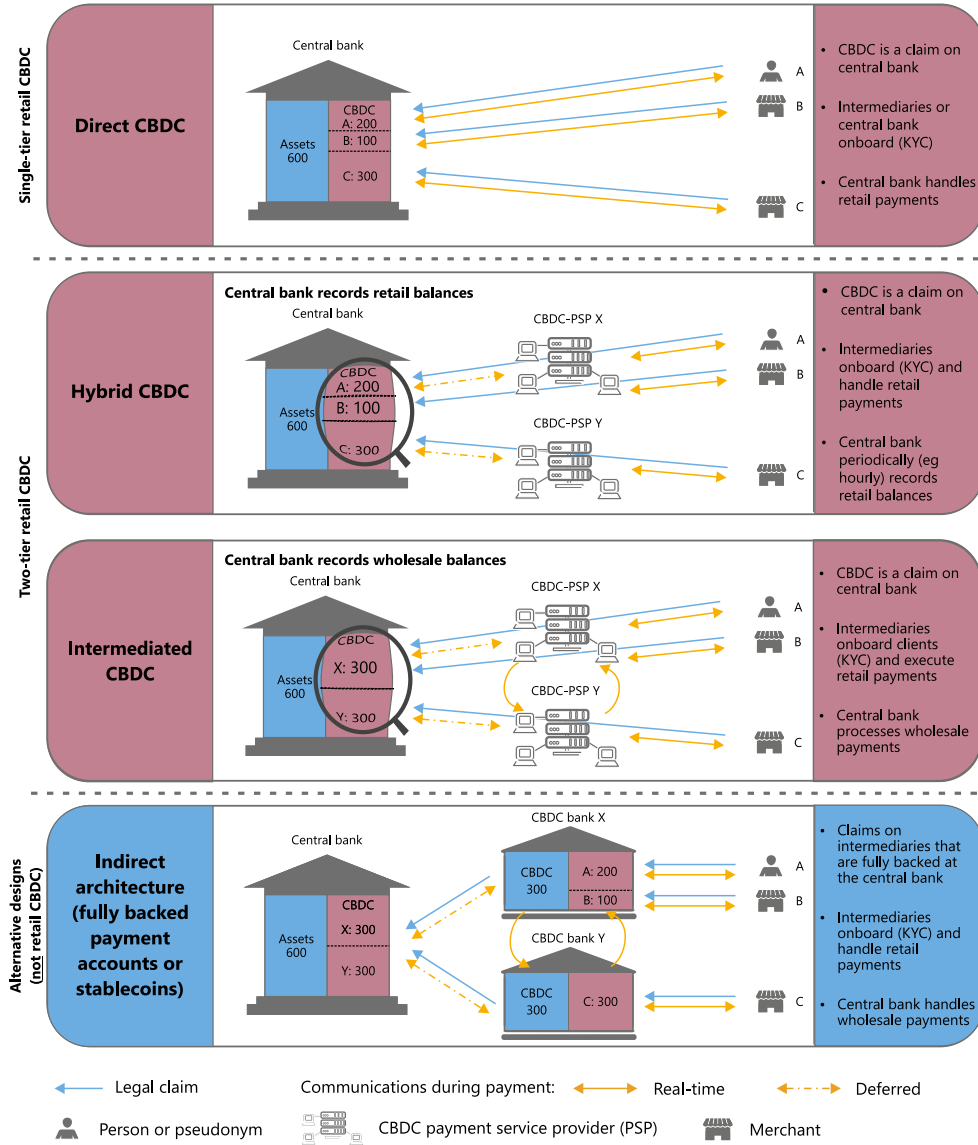 Single-tier retail CBDC
Direct CBDC
Central bank
Assets
600
CBDC
A: 200
B: 100
C: 300
A
B
C
• CBDC is a claim on
central bank
• Intermediaries or
central bank
onboard (KYC)
• Central bank handles
retail payments
Two-tier retail CBDC
Hybrid CBDC
Central bank records retail balances
Central bank
Assets
600
CBDC
A: 200
B: 100
C: 300
CBDC-PSP X
CBDC-PSP Y
A
B
C
• CBDC is a claim on
central bank
• Intermediaries
onboard (KYC) and
handle retail
payments
• Central bank
periodically (eg
hourly) records
retail balances
Intermediated
CBDC
Central bank records wholesale balances
Central bank
Assets
600
CBDC
X: 300
Y: 300
CBDC-PSP X
CBDC-PSP Y
A
B
C
• CBDC is a claim on
central bank
• Intermediaries
onboard clients
(KYC) and execute
retail payments
• Central bank
processes wholesale
payments
Alternative designs
(not retail CBDC)
Indirect
architecture
(fully backed
payment
accounts or
stablecoins)
Central bank
Assets
600
CBDC
X: 300
Y: 300
CBDC bank X
CBDC
300
A: 200
B: 100
CBDC bank Y
CBDC
300
C: 300
A
B
C
• Claims on
intermediaries that
are fully backed at
the central bank
• Intermediaries
onboard (KYC) and
handle retail
payments
• Central bank handles
wholesale payments
Legal claim
Communications during payment:
Real-time
Deferred
Person or pseudonym
CBDC payment service provider (PSP)
Merchant